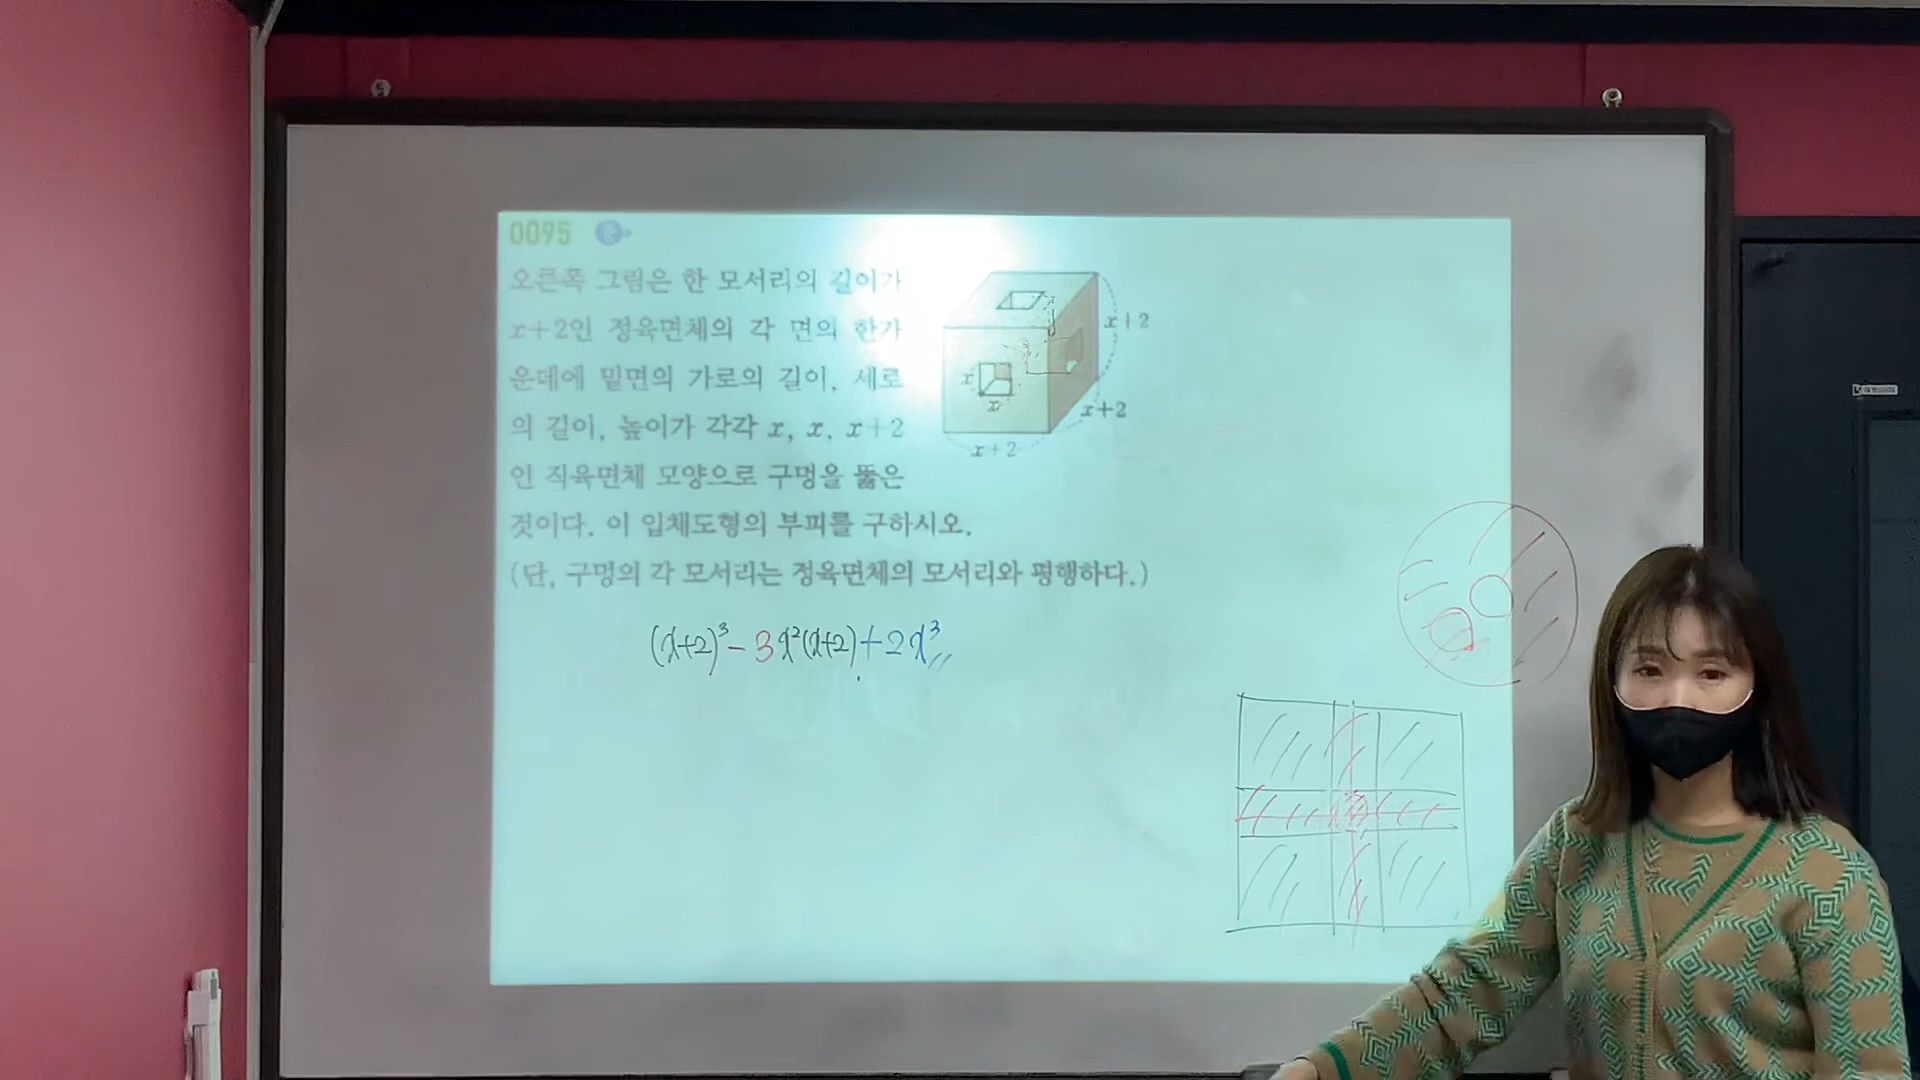 0095 중
오른쪽 그림은 한 모서리의 길이가
x+2인 정육면체의 각 면의 한가
운데에 밑면의 가로의 길이, 세로
의 길이, 높이가 각각 x, x, x+2
인 직육면체 모양으로 구멍을 뚫은
것이다. 이 입체도형의 부피를 구하시오.
(단, 구멍의 각 모서리는 정육면체의 모서리와 평행하다.)
x+2
x
x
x+2
x+2
(x+2)³-3x²(x+2)+2x³